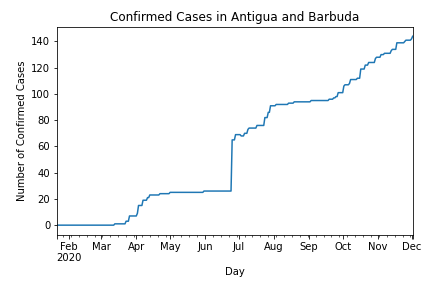 Confirmed Cases in Antigua and Barbuda
Number of Confirmed Cases
140
120
100
80
60
40
20
0
Feb Mar Apr May Jun Jul Aug Sep Oct Nov Dec
2020
Day